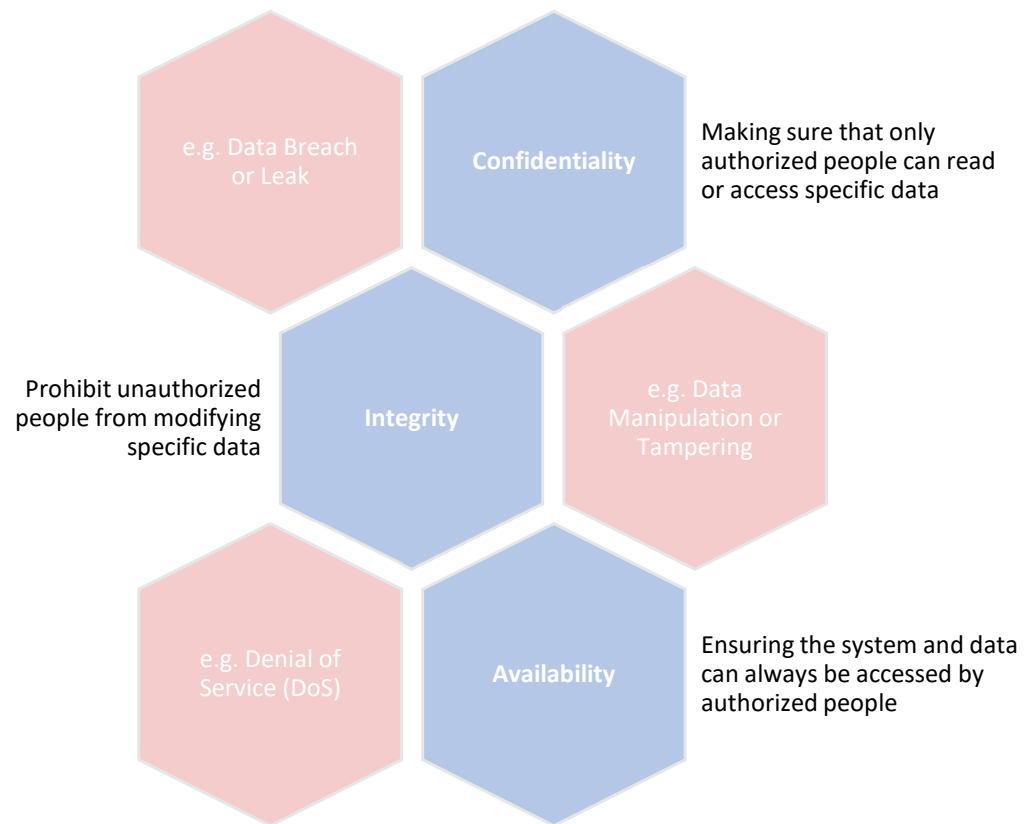 e.g. Data Breach
or Leak
Confidentiality
Making sure that only
authorized people can read
or access specific data
Prohibit unauthorized
people from modifying
specific data
Integrity
e.g. Data
Manipulation or
Tampering
e.g. Denial of
Service (DoS)
Availability
Ensuring the system and data
can always be accessed by
authorized people